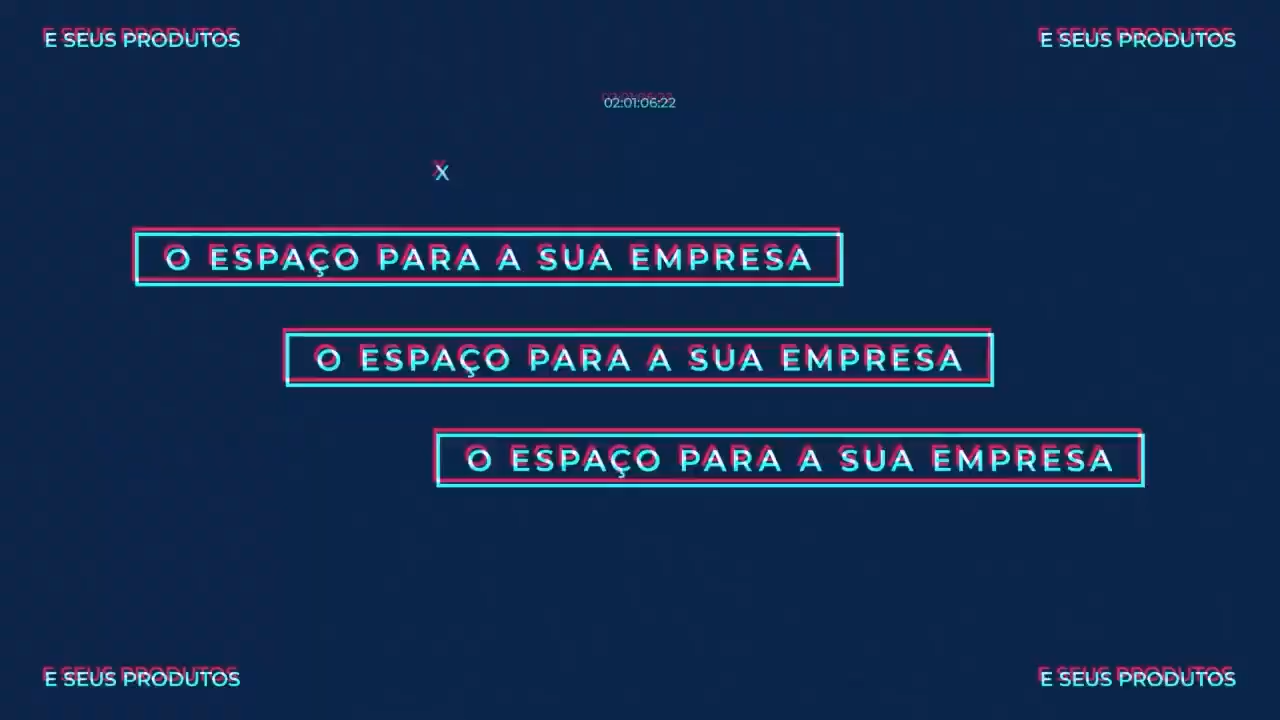 E SEUS PRODUTOS
E SEUS PRODUTOS
02:01:06:22
X
O ESPAÇO PARA A SUA EMPRESA
O ESPAÇO PARA A SUA EMPRESA
O ESPAÇO PARA A SUA EMPRESA
E SEUS PRODUTOS
E SEUS PRODUTOS